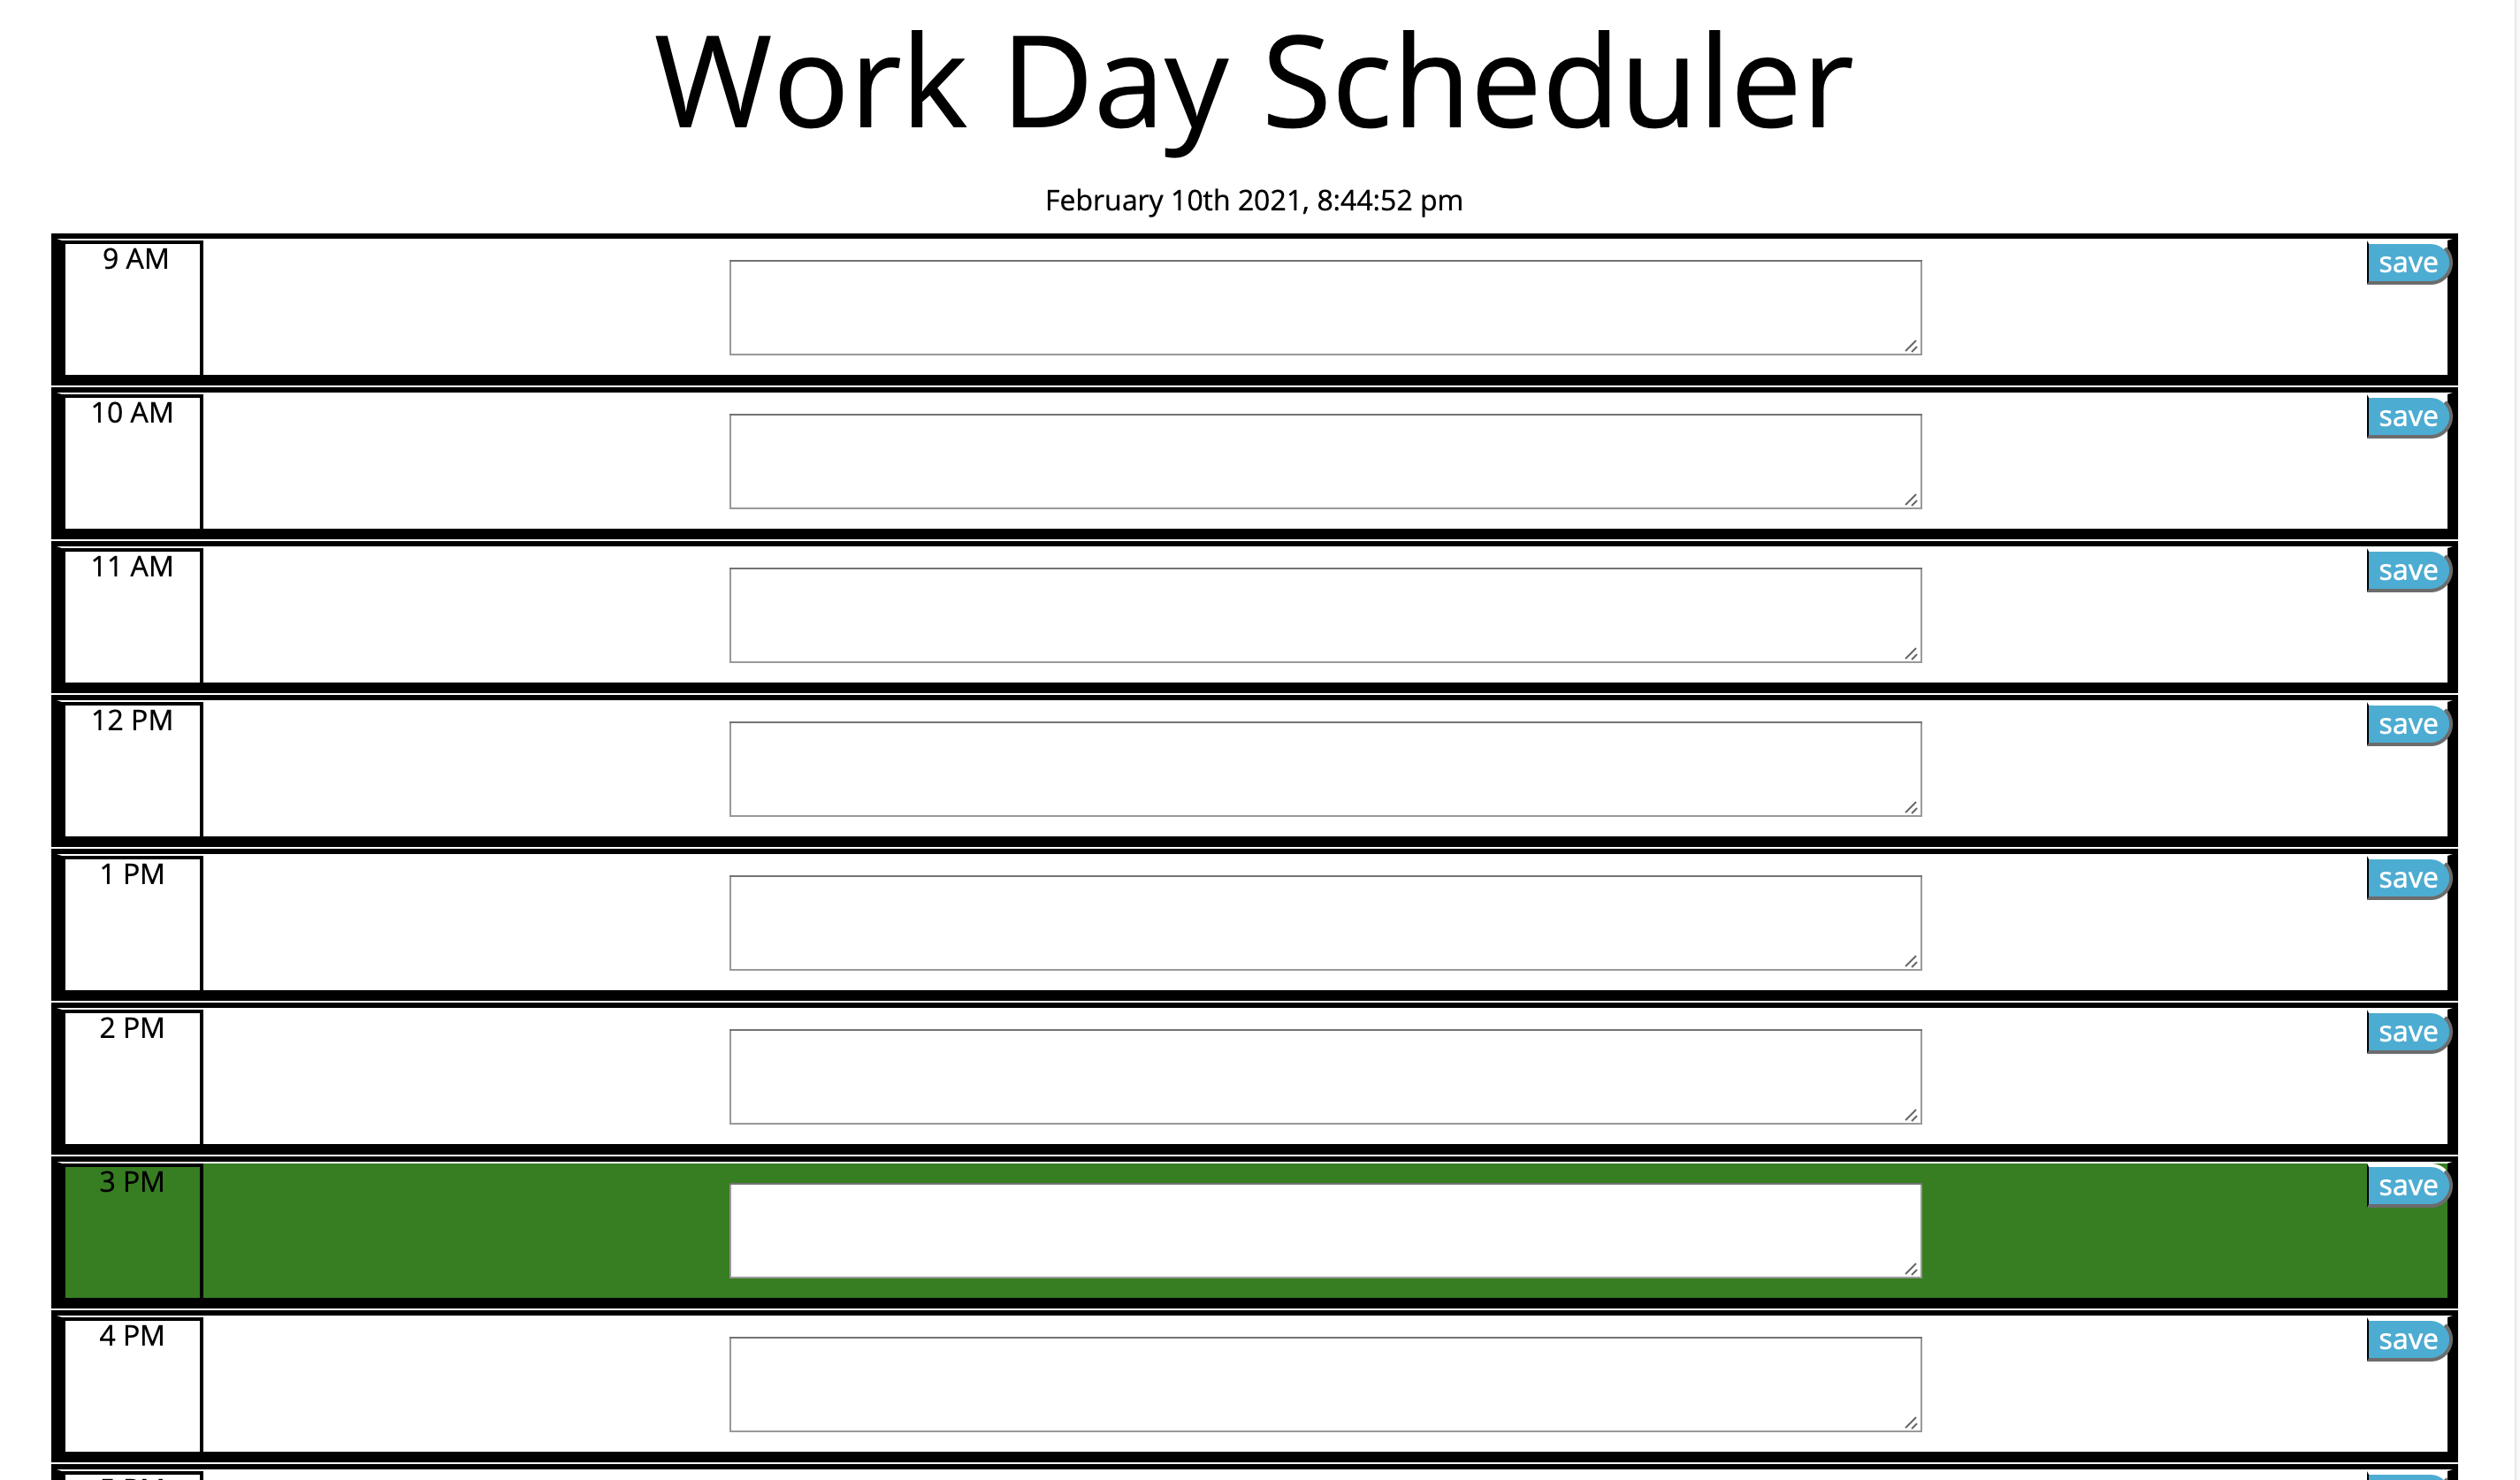 Work Day Scheduler
February 10th 2021, 8:44:52 pm
9 AM save
10 AM save
11 AM save
12 PM save
1 PM save
2 PM save
3 PM save
4 PM save